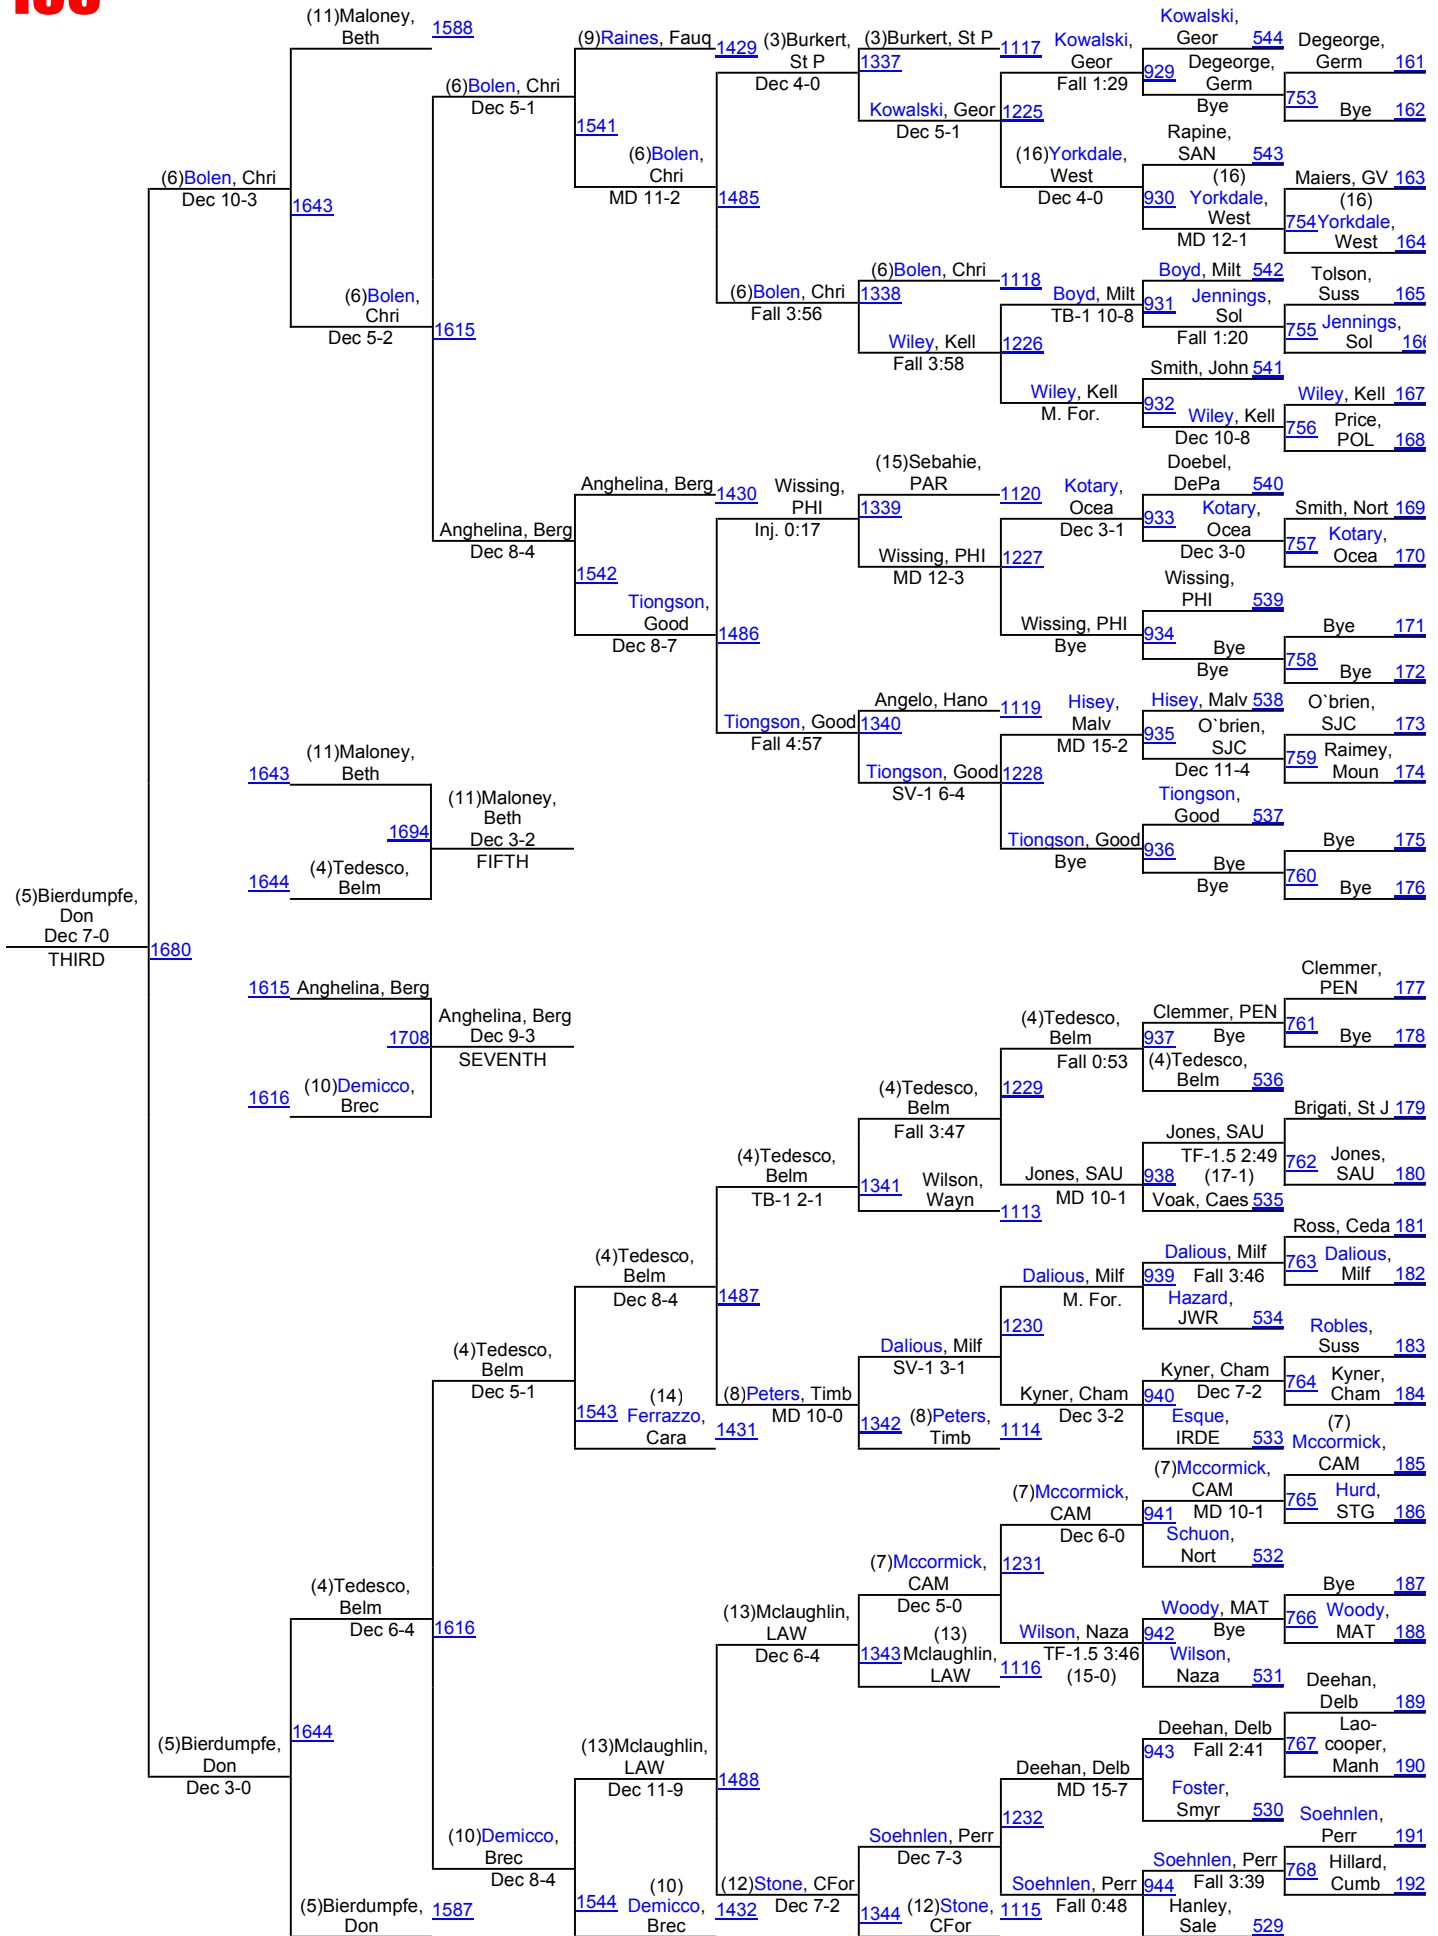 (11)Maloney,
Beth
1588
(9)Raines, Fauq
1429
(3)Burkert,
St P
Dec 4-0
(3)Burkert, St P
1117
1337
Kowalski,
Geor
Fall 1:29
Kowalski,
Geor
544
929
Degeorge,
Germ
Bye
Degeorge,
Germ
161
753
Bye
162
(6)Bolen, Chri
Dec 5-1
1541
Kowalski, Geor
Dec 5-1
1225
Rapine,
SAN
543
(6)Bolen,
Chri
MD 11-2
1485
(16)Yorkdale,
West
Dec 4-0
930
(16)
Yorkdale,
West
MD 12-1
Maiers, GV
163
754
(16)
Yorkdale,
West
164
(6)Bolen, Chri
Dec 10-3
1643
(6)Bolen, Chri
Fall 3:56
(6)Bolen, Chri
1118
1338
Boyd, Milt
TB-1 10-8
Boyd, Milt
542
931
Jennings,
Sol
Fall 1:20
Tolson,
Suss
165
755
Jennings,
Sol
(6)Bolen,
Chri
Dec 5-2
1615
Wiley, Kell
Fall 3:58
1226
Smith, John
541
Wiley, Kell
M. For.
932
Wiley, Kell
Dec 10-8
Wiley, Kell
167
756
Price,
POL
168
Anghelina, Berg
Dec 8-4
Anghelina, Berg
1430
Wissing,
PHI
Inj. 0:17
(15)Sebahie,
PAR
1120
1339
Kotary,
Ocea
Dec 3-1
Doebel,
DePa
540
933
Kotary,
Ocea
Dec 3-0
Smith, Nort
169
757
Kotary,
Ocea
170
1542
Wissing, PHI
MD 12-3
1227
Wissing,
PHI
539
Tiongson,
Good
Dec 8-7
1486
Wissing, PHI
Bye
934
Bye
Bye
Bye
171
758
Bye
172
Tiongson, Good
Fall 4:57
Angelo, Hano
1119
1340
Hisey,
Malv
MD 15-2
Hisey, Malv
538
935
O`brien,
SJC
Dec 11-4
O`brien,
SJC
173
759
Raimey,
Moun
174
1643
(11)Maloney,
Beth
1694
(11)Maloney,
Beth
Dec 3-2
FIFTH
Tiongson, Good
SV-1 6-4
1228
Tiongson,
Good
537
Tiongson, Good
Bye
936
Bye
Bye
Bye
175
760
Bye
176
1644
(4)Tedesco,
Belm
(5)Bierdumpfe,
Don
Dec 7-0
THIRD
1680
1615
Anghelina, Berg
1708
Anghelina, Berg
Dec 9-3
SEVENTH
1616
(10)Demicco,
Brec
(4)Tedesco,
Belm
Fall 0:53
Clemmer, PEN
937
Bye
(4)Tedesco,
Belm
536
Clemmer,
PEN
177
761
Bye
178
(4)Tedesco,
Belm
Fall 3:47
1229
Jones, SAU
TF-1.5 2:49
(17-1)
Brigati, St J
179
762
Jones,
SAU
180
(4)Tedesco,
Belm
TB-1 2-1
1341
Wilson,
Wayn
1113
Jones, SAU
MD 10-1
938
Voak, Caes
535
(4)Tedesco,
Belm
Dec 8-4
1487
Dalious, Milf
M. For.
Dalious, Milf
939
Fall 3:46
Hazard,
JWR
534
Ross, Ceda
181
763
Dalious,
Milf
182
(4)Tedesco,
Belm
Dec 5-1
1543
(14)
Ferrazzo,
Cara
1431
(8)Peters, Timb
MD 10-0
Dalious, Milf
SV-1 3-1
1230
1342
(8)Peters,
Timb
1114
Kyner, Cham
Dec 3-2
Kyner, Cham
940
Dec 7-2
Esque,
IRDE
533
Robles,
Suss
183
764
Kyner,
Cham
184
(7)Mccormick,
CAM
Dec 6-0
(7)Mccormick,
CAM
941
MD 10-1
Schuon,
Nort
532
(7)
Mccormick,
CAM
185
765
Hurd,
STG
186
(4)Tedesco,
Belm
Dec 6-4
1616
(13)Mclaughlin,
LAW
Dec 6-4
(7)Mccormick,
CAM
Dec 5-0
1231
1343
(13)
Mclaughlin,
LAW
1116
Wilson, Naza
TF-1.5 3:46
(15-0)
Woody, MAT
942
Bye
Wilson,
Naza
531
Bye
187
766
Woody,
MAT
188
(5)Bierdumpfe,
Don
Dec 3-0
1644
(13)Mclaughlin,
LAW
Dec 11-9
1488
Deehan, Delb
MD 15-7
Deehan, Delb
943
Fall 2:41
Foster,
Smyr
530
Deehan,
Delb
189
767
Lao-
cooper,
Manh
190
(10)Demicco,
Brec
Dec 8-4
Soehnlen, Perr
Dec 7-3
1232
Soehnlen, Perr
Fall 0:48
Soehnlen, Perr
944
Fall 3:39
Hanley,
Sale
529
Soehnlen,
Perr
191
768
Hillard,
Cumb
192
(5)Bierdumpfe,
Don
1587
1544
(10)
Demicco,
Brec
1432
(12)Stone, CFor
Dec 7-2
1344
(12)Stone,
CFor
1115